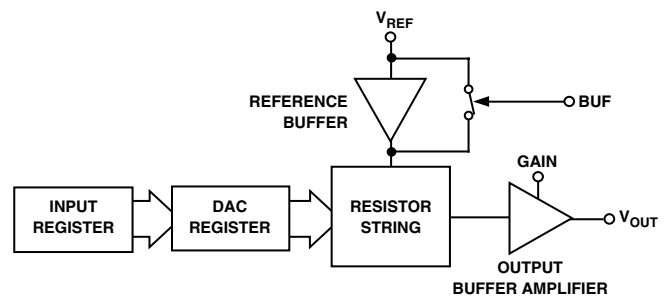 VREF
REFERENCE
BUFFER
BUF
GAIN
INPUT
REGISTER
DAC
REGISTER
RESISTOR
STRING
VOUT
OUTPUT
BUFFER AMPLIFIER